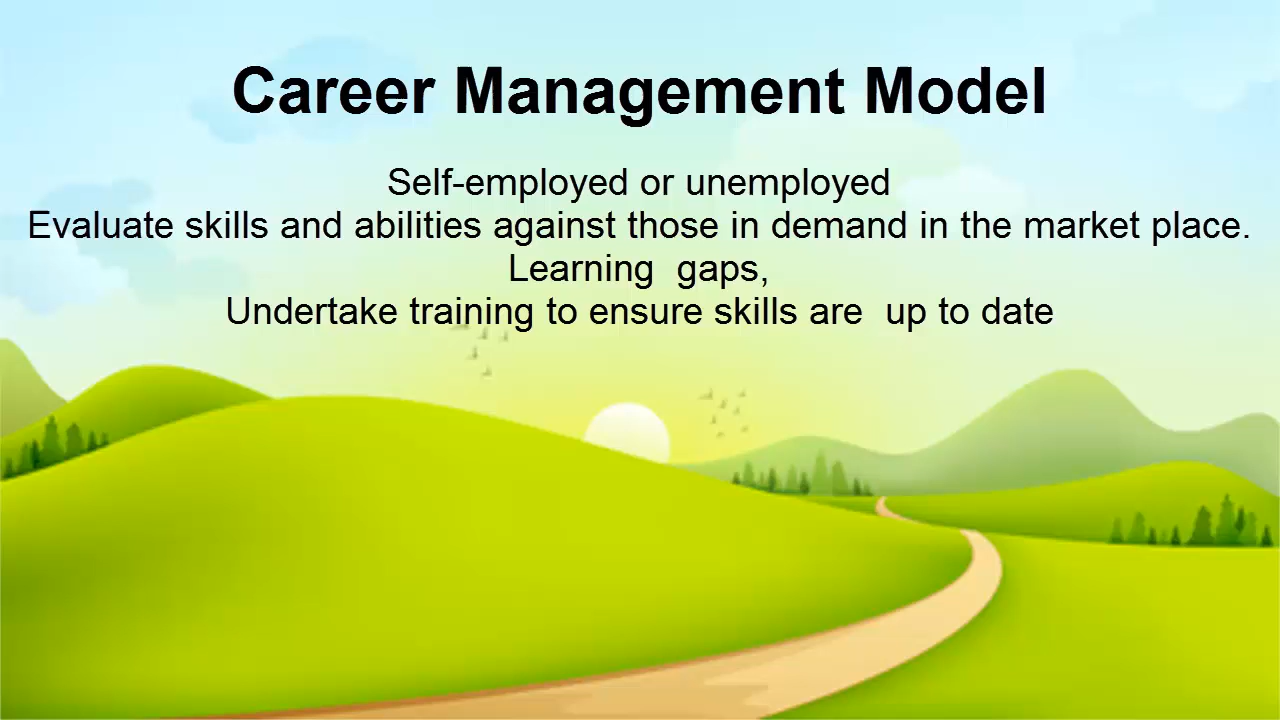 Career Management Model
Self-employed or unemployed
Evaluate skills and abilities against those in demand in the market place.
Learning  gaps,
Undertake training to ensure skills are  up to date